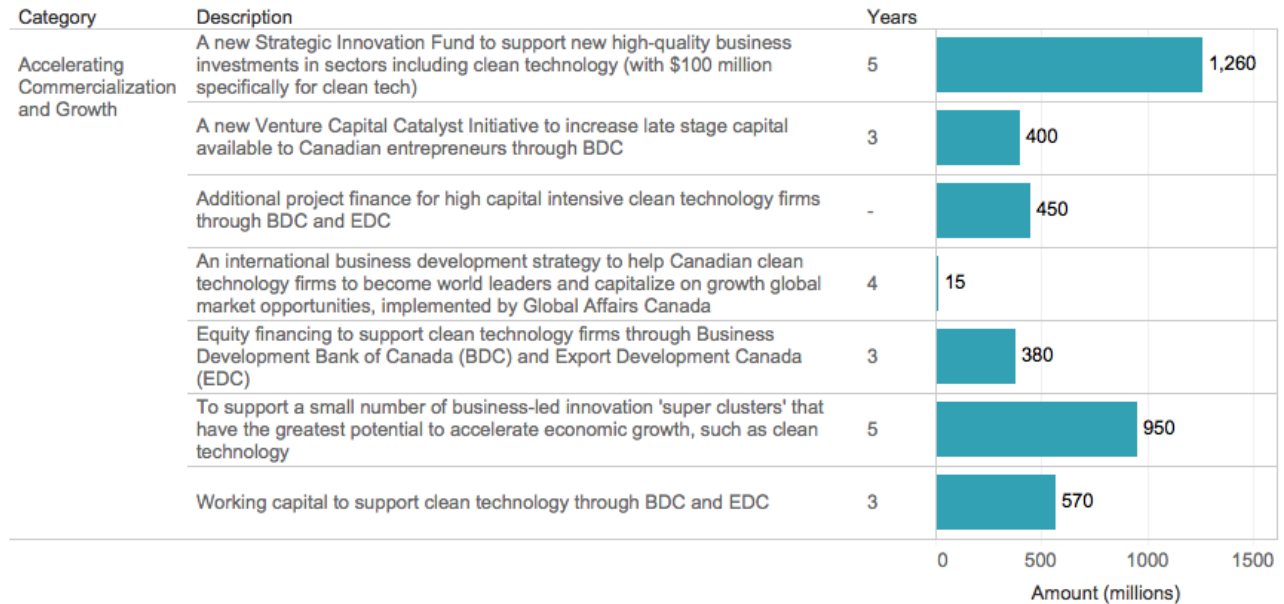 Category Description Years
A new Strategic Innovation Fund to support new high-quality business
investments in sectors including clean technology (with $100 million
specifically for clean tech)
Accelerating
Commercialization
and Growth
5
1,260
A new Venture Capital Catalyst Initiative to increase late stage capital
available to Canadian entrepreneurs through BDC
3
400
Additional project finance for high capital intensive clean technology firms
through BDC and EDC
-
450
An international business development strategy to help Canadian clean
technology firms to become world leaders and capitalize on growth global
market opportunities, implemented by Global Affairs Canada
4
15
Equity financing to support clean technology firms through Business
Development Bank of Canada (BDC) and Export Development Canada
(EDC)
3
380
To support a small number of business-led innovation 'super clusters' that
have the greatest potential to accelerate economic growth, such as clean
technology
5
950
Working capital to support clean technology through BDC and EDC
3
570
0 500 1000 1500
Amount (millions)